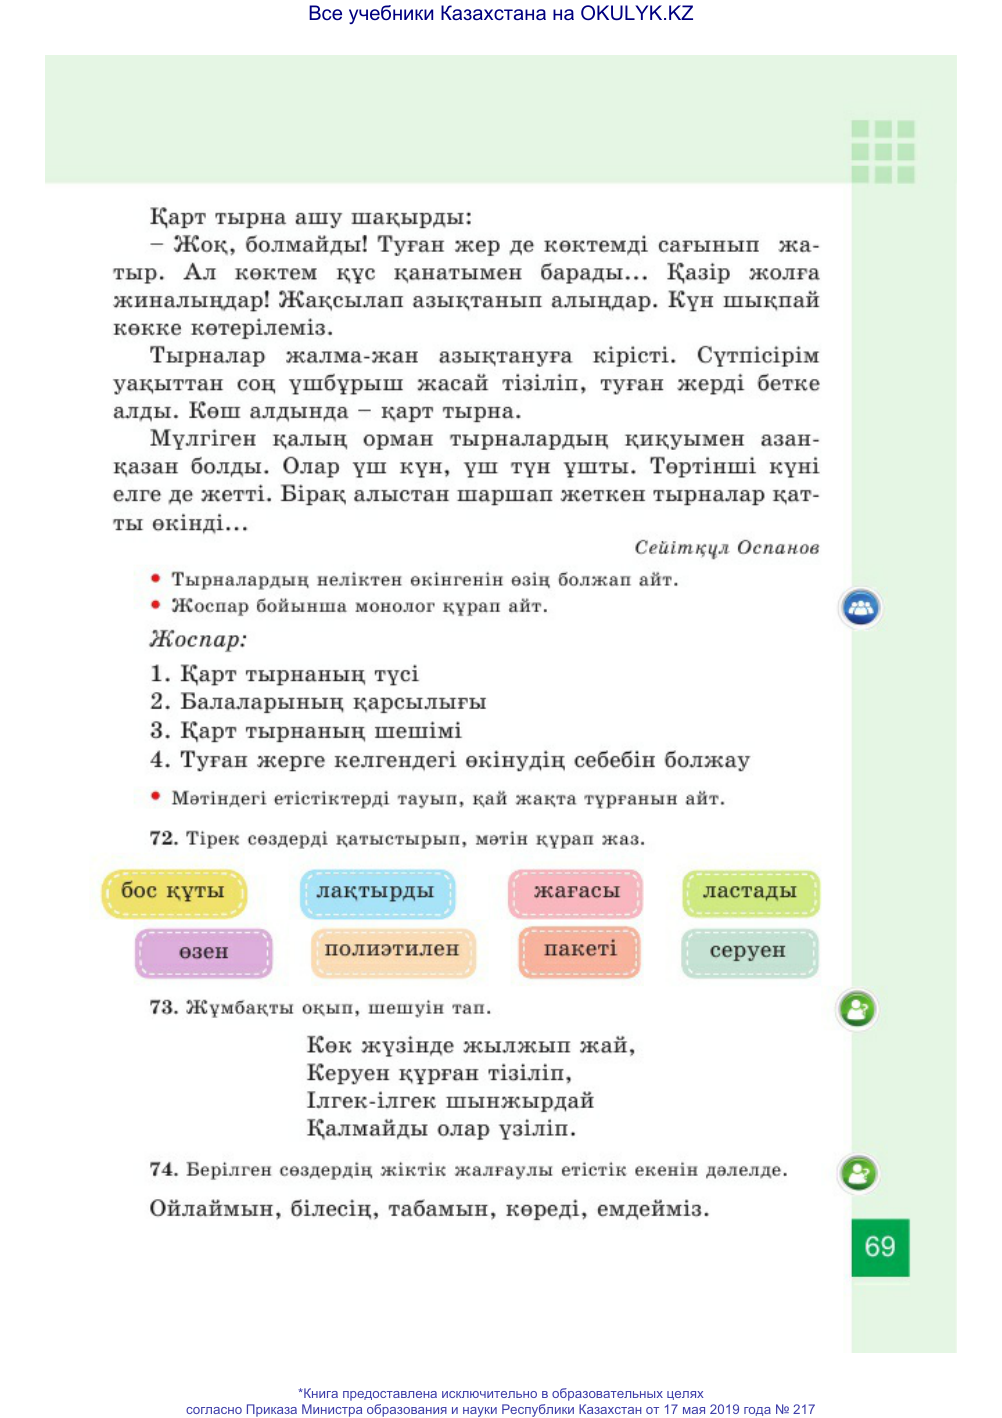 Все учебники Казахстана на OKULYK.KZ
Қарт тырна ашу шақырды:
– Жоқ, болмайды! Туған жер де көктемді сағынып жа-
тыр. Ал көктем құс қанатымен барады... Қазір жолға
жиналыңдар! Жақсылап азықтанып алыңдар. Күн шықпай
көкке көтерілеміз.
Тырналар жалма-жан азықтануға кірісті. Сүтпісірім
уақыттан соң үшбұрыш жасай тізіліп, туған жерді бетке
алды. Көш алдында – қарт тырна.
Мүлгіген қалың орман тырналардың қиқуымен азан-
қазан болды. Олар үш күн, үш түн ұшты. Төртінші күні
елге де жетті. Бірақ алыстан шаршап жеткен тырналар қат-
ты өкінді...
Сейітқұл Оспанов
• Тырналардың неліктен өкінгенін өзің болжап айт.
• Жоспар бойынша монолог құрап айт.
Жоспар:
1. Қарт тырнаның түсі
2. Балаларының қарсылығы
3. Қарт тырнаның шешімі
4. Туған жерге келгендегі өкінудің себебін болжау
• Мәтіндегі етістіктерді тауып, қай жақта тұрғанын айт.
72. Тірек сөздерді қатыстырып, мәтін құрап жаз.
бос құты лақтырды жағасы ластады
өзен полиэтилен пакеті серуен
73. Жұмбақты оқып, шешуін тап.
Көк жүзінде жылжып жай,
Керуен құрған тізіліп,
Ілгек-ілгек шынжырдай
Қалмайды олар үзіліп.
74. Берілген сөздердің жіктік жалғаулы етістік екенін дәлелде.
Ойлаймын, білесің, табамын, көреді, емдейміз.
69
*Книга предоставлена исключительно в образовательных целях
согласно Приказа Министра образования и науки Республики Казахстан от 17 мая 2019 года № 217